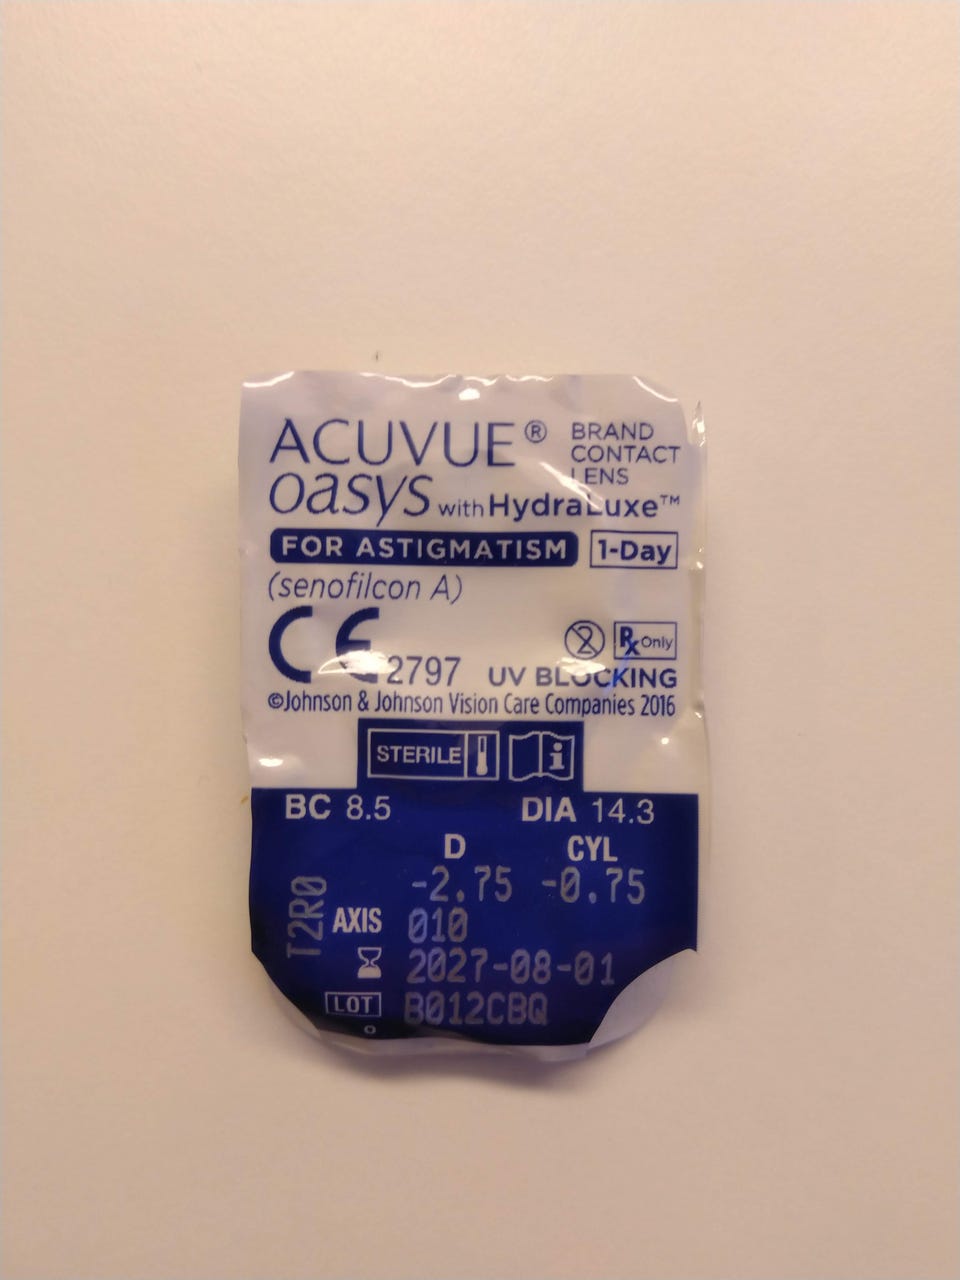 ACUVUE® BRAND
CONTACT
LENS
oasys with HydraLuxe™
FOR ASTIGMATISM 1-Day
(senofilcon A)
CE 2797 2 Rx Only
UV BLOCKING
©Johnson & Johnson Vision Care Companies 2016
STERILE i
BC 8.5 DIA 14.3
D CYL
-2.75 -0.75
T2R0
AXIS 010
2027-08-01
LOT B012CBQ